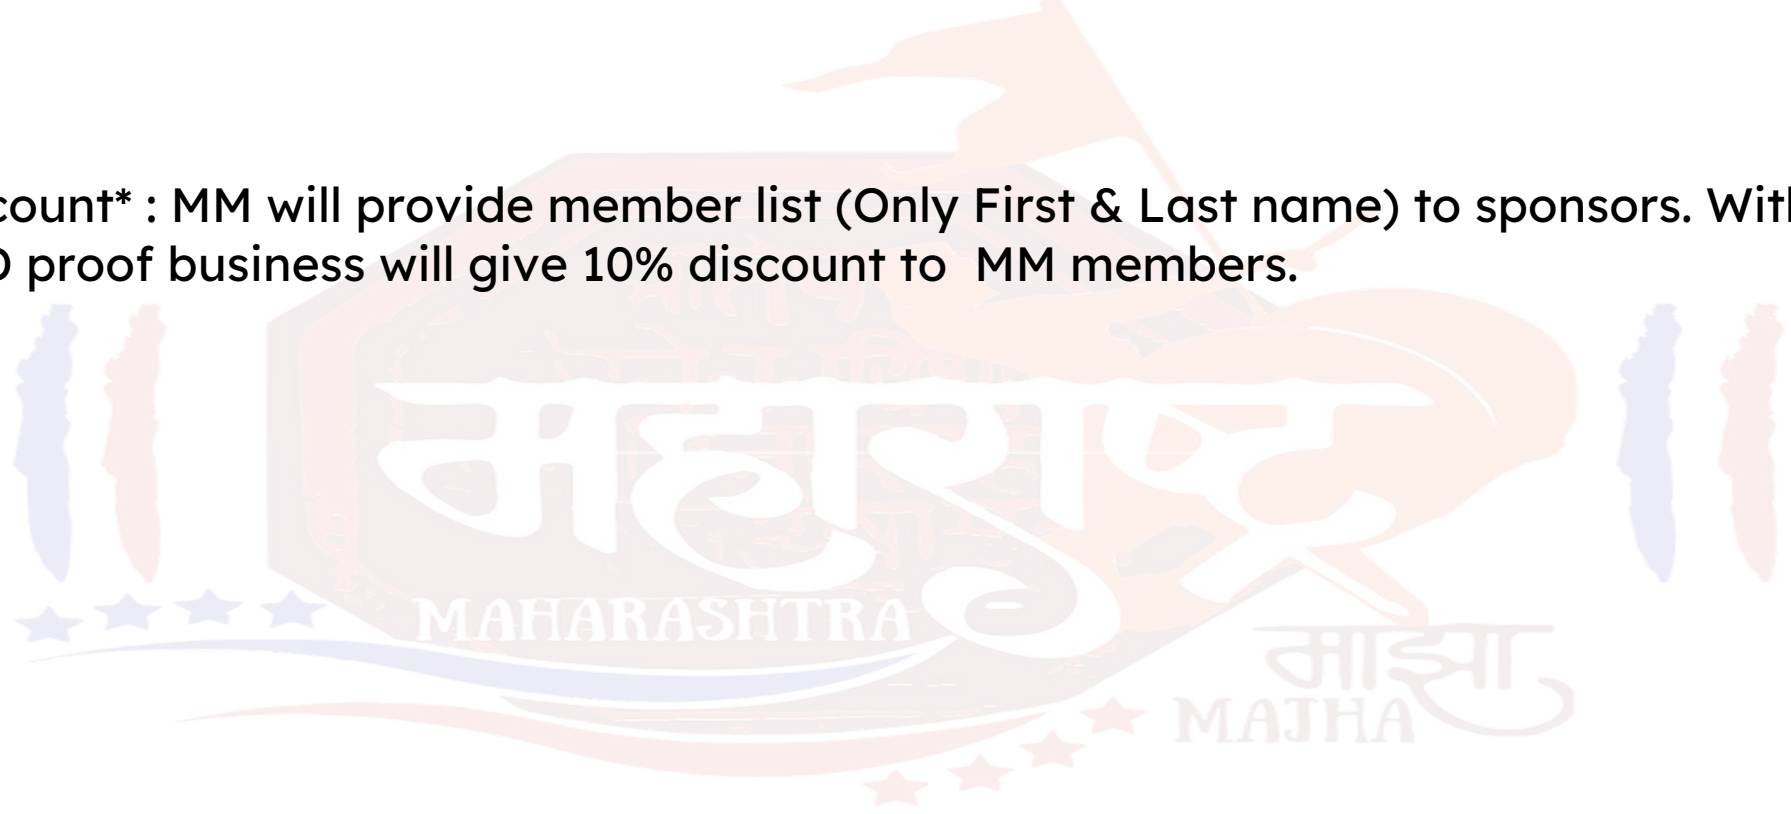 count* : MM will provide member list (Only First & Last name) to sponsors. With
D proof business will give 10% discount to MM members.
महाराष्ट्र
MAHARASHTRA
माझा
MAJHA